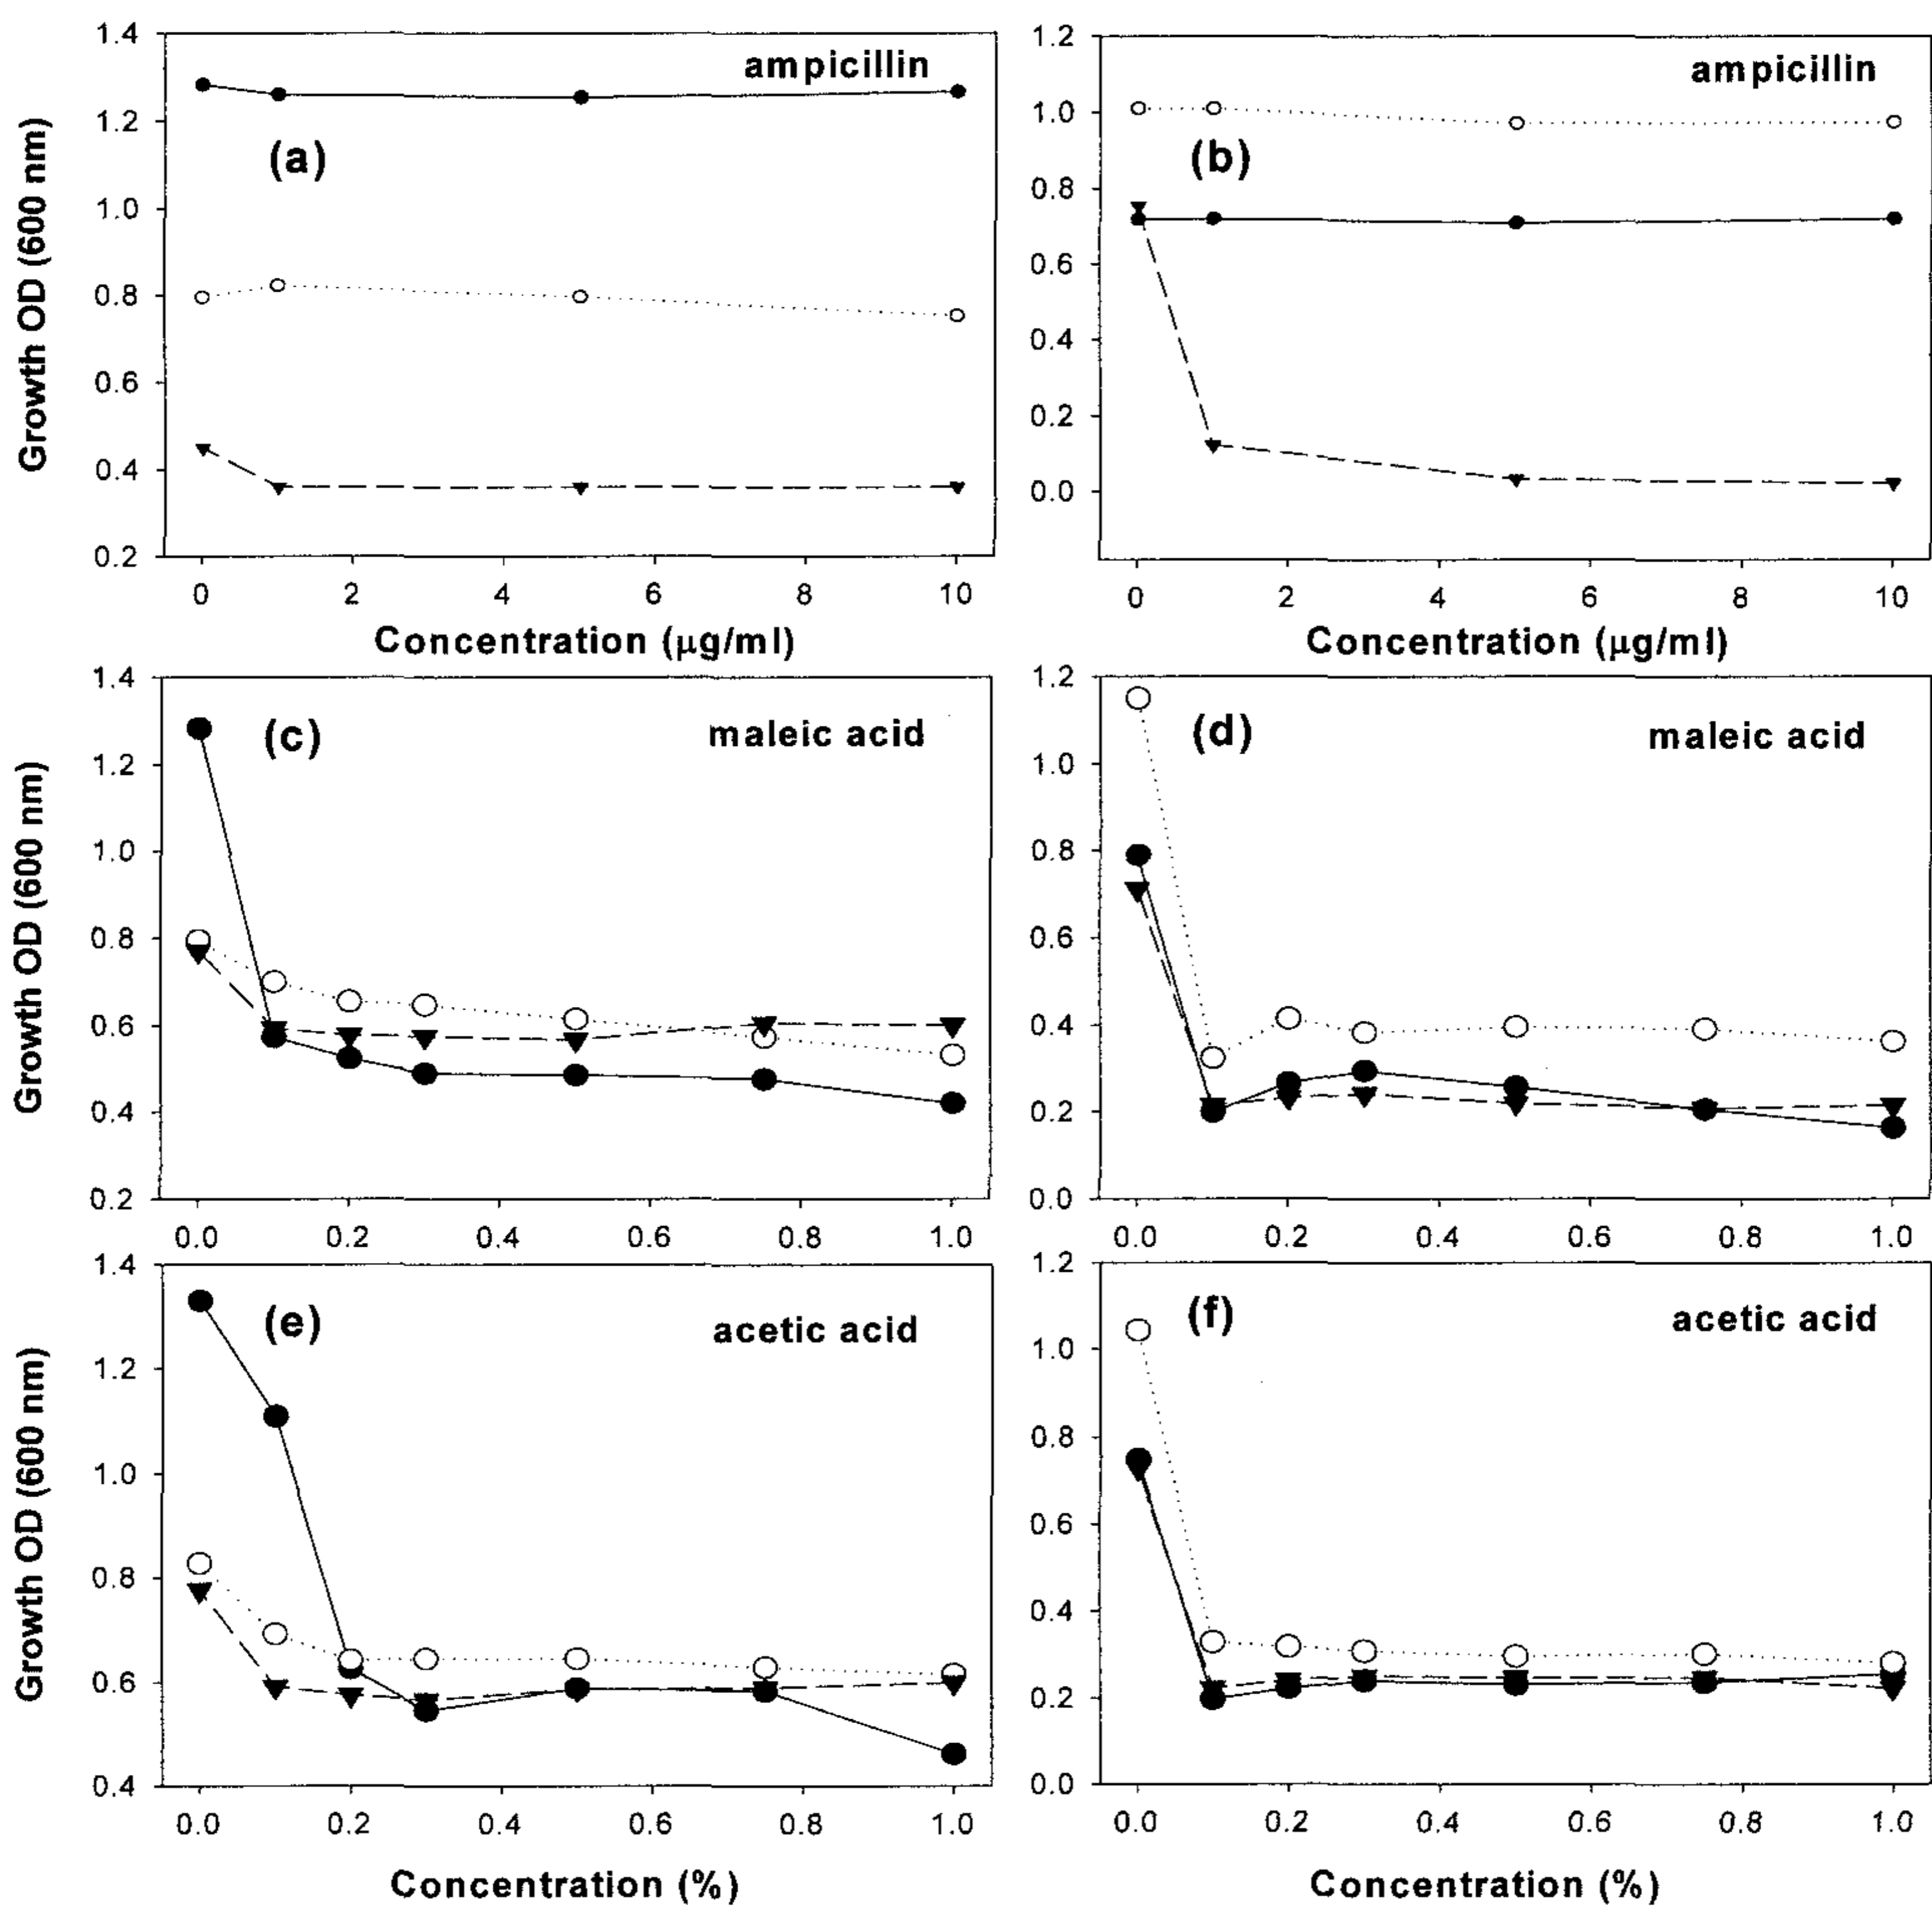 Growth OD (600 nm)
1.4
1.2
1.0
0.8
0.6
0.4
0.2
ampicillin
(a)
0 2 4 6 8 10
Concentration (μg/ml)
1.2
1.0
0.8
0.6
0.4
0.2
0.0
ampicillin
(b)
0 2 4 6 8 10
Concentration (μg/ml)
Growth OD (600 nm)
1.4
1.2
1.0
0.8
0.6
0.4
0.2
(c)
maleic acid
0.0 0.2 0.4 0.6 0.8 1.0
1.2
1.0
0.8
0.6
0.4
0.2
0.0
(d)
maleic acid
0.0 0.2 0.4 0.6 0.8 1.0
Growth OD (600 nm)
1.4
1.2
1.0
0.8
0.6
0.4
(e)
acetic acid
0.0 0.2 0.4 0.6 0.8 1.0
Concentration (%)
1.2
1.0
0.8
0.6
0.4
0.2
0.0
(f)
acetic acid
0.0 0.2 0.4 0.6 0.8 1.0
Concentration (%)